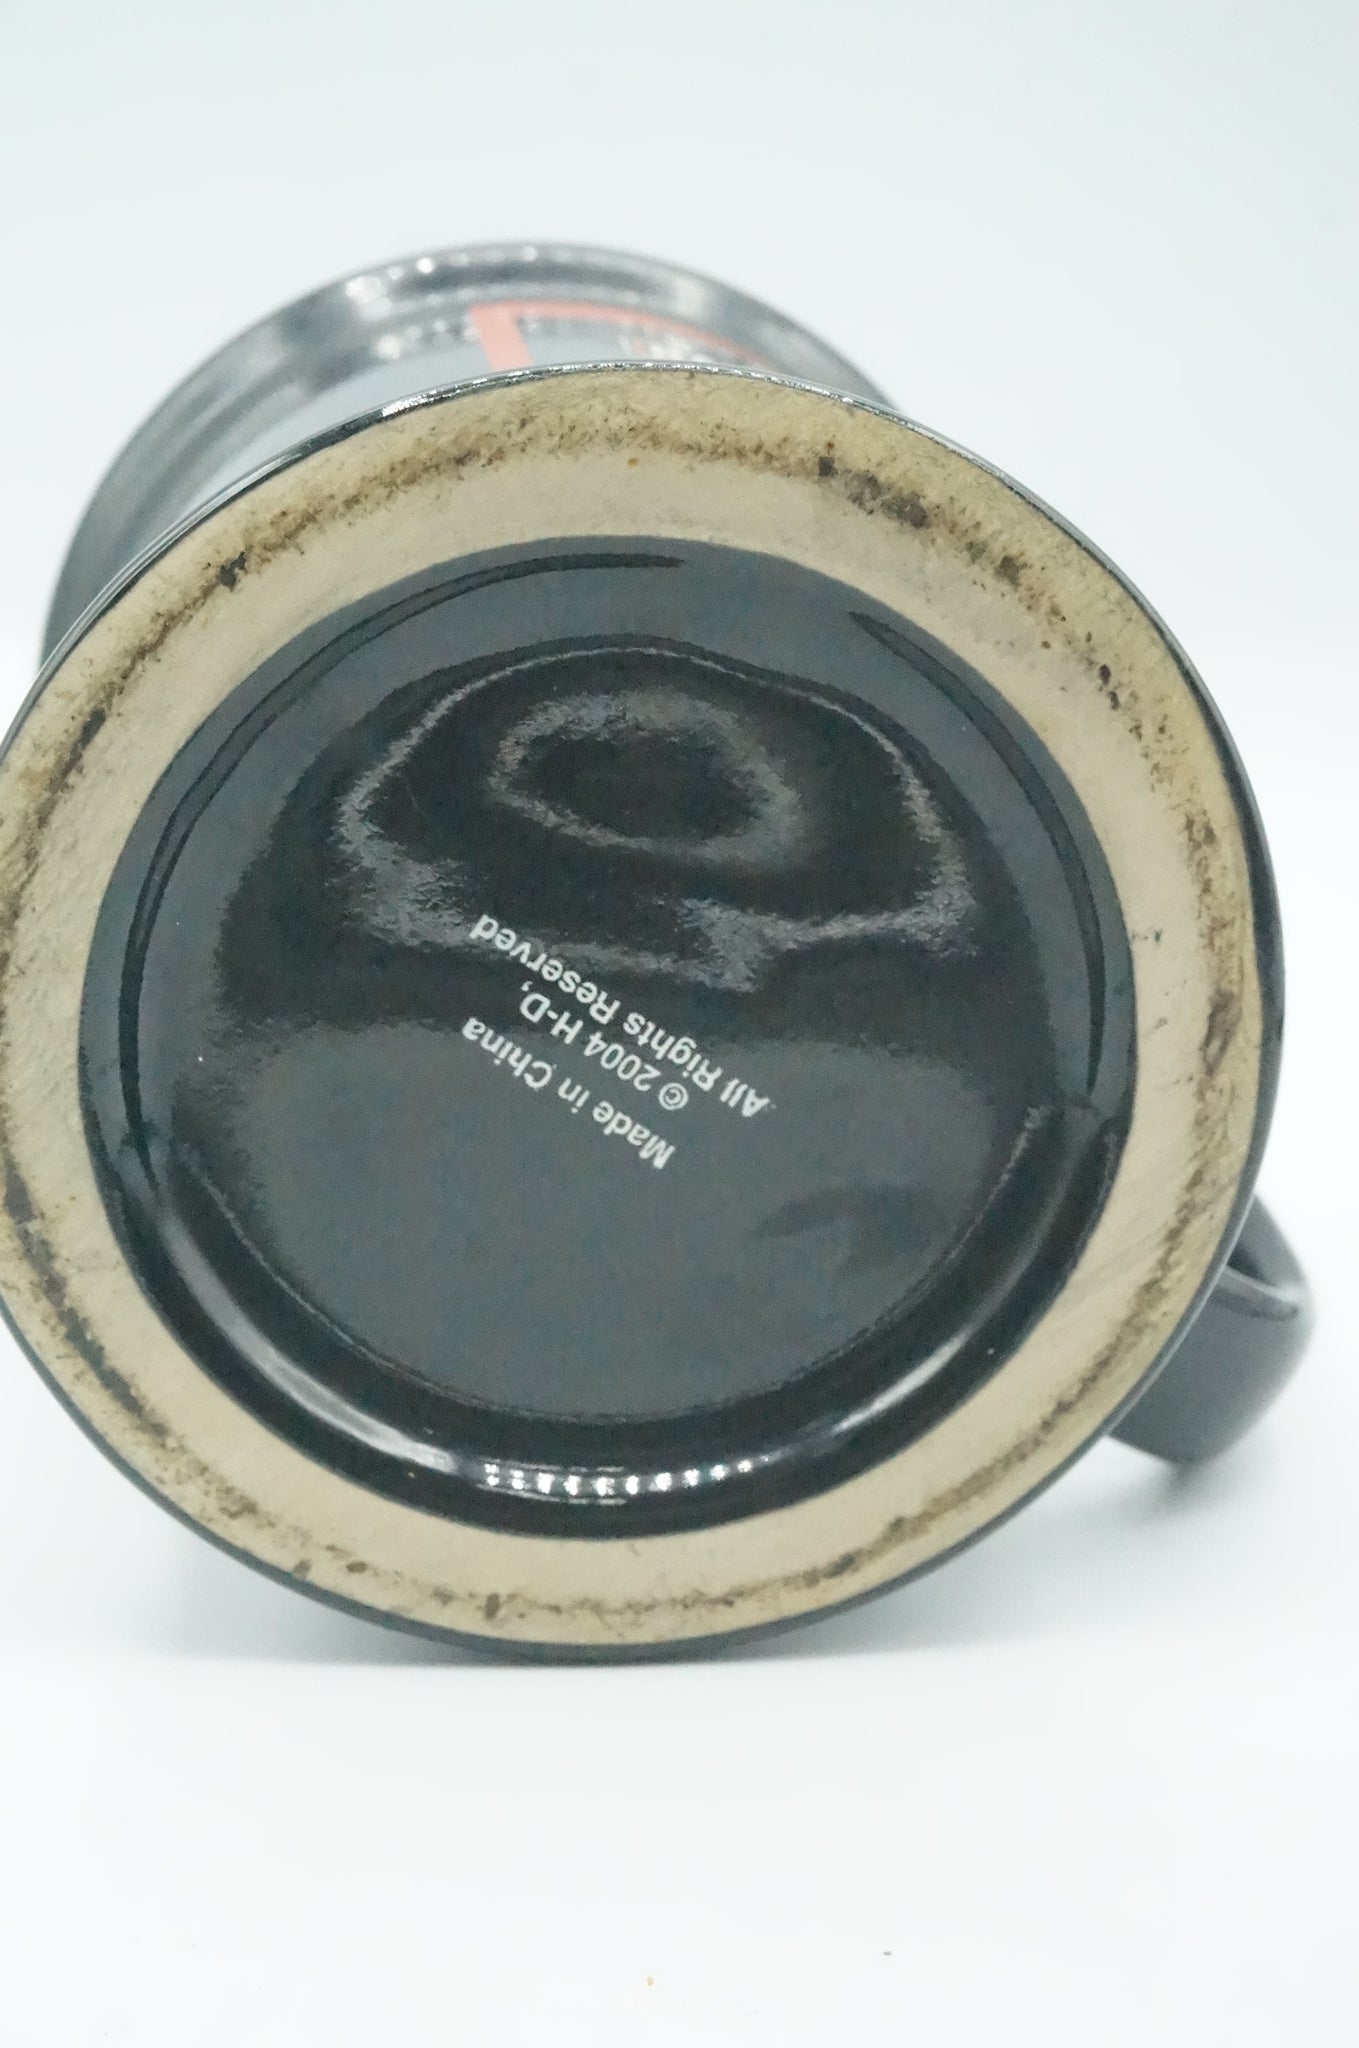 Made in China
© 2004 H-D,
All Rights Reserved